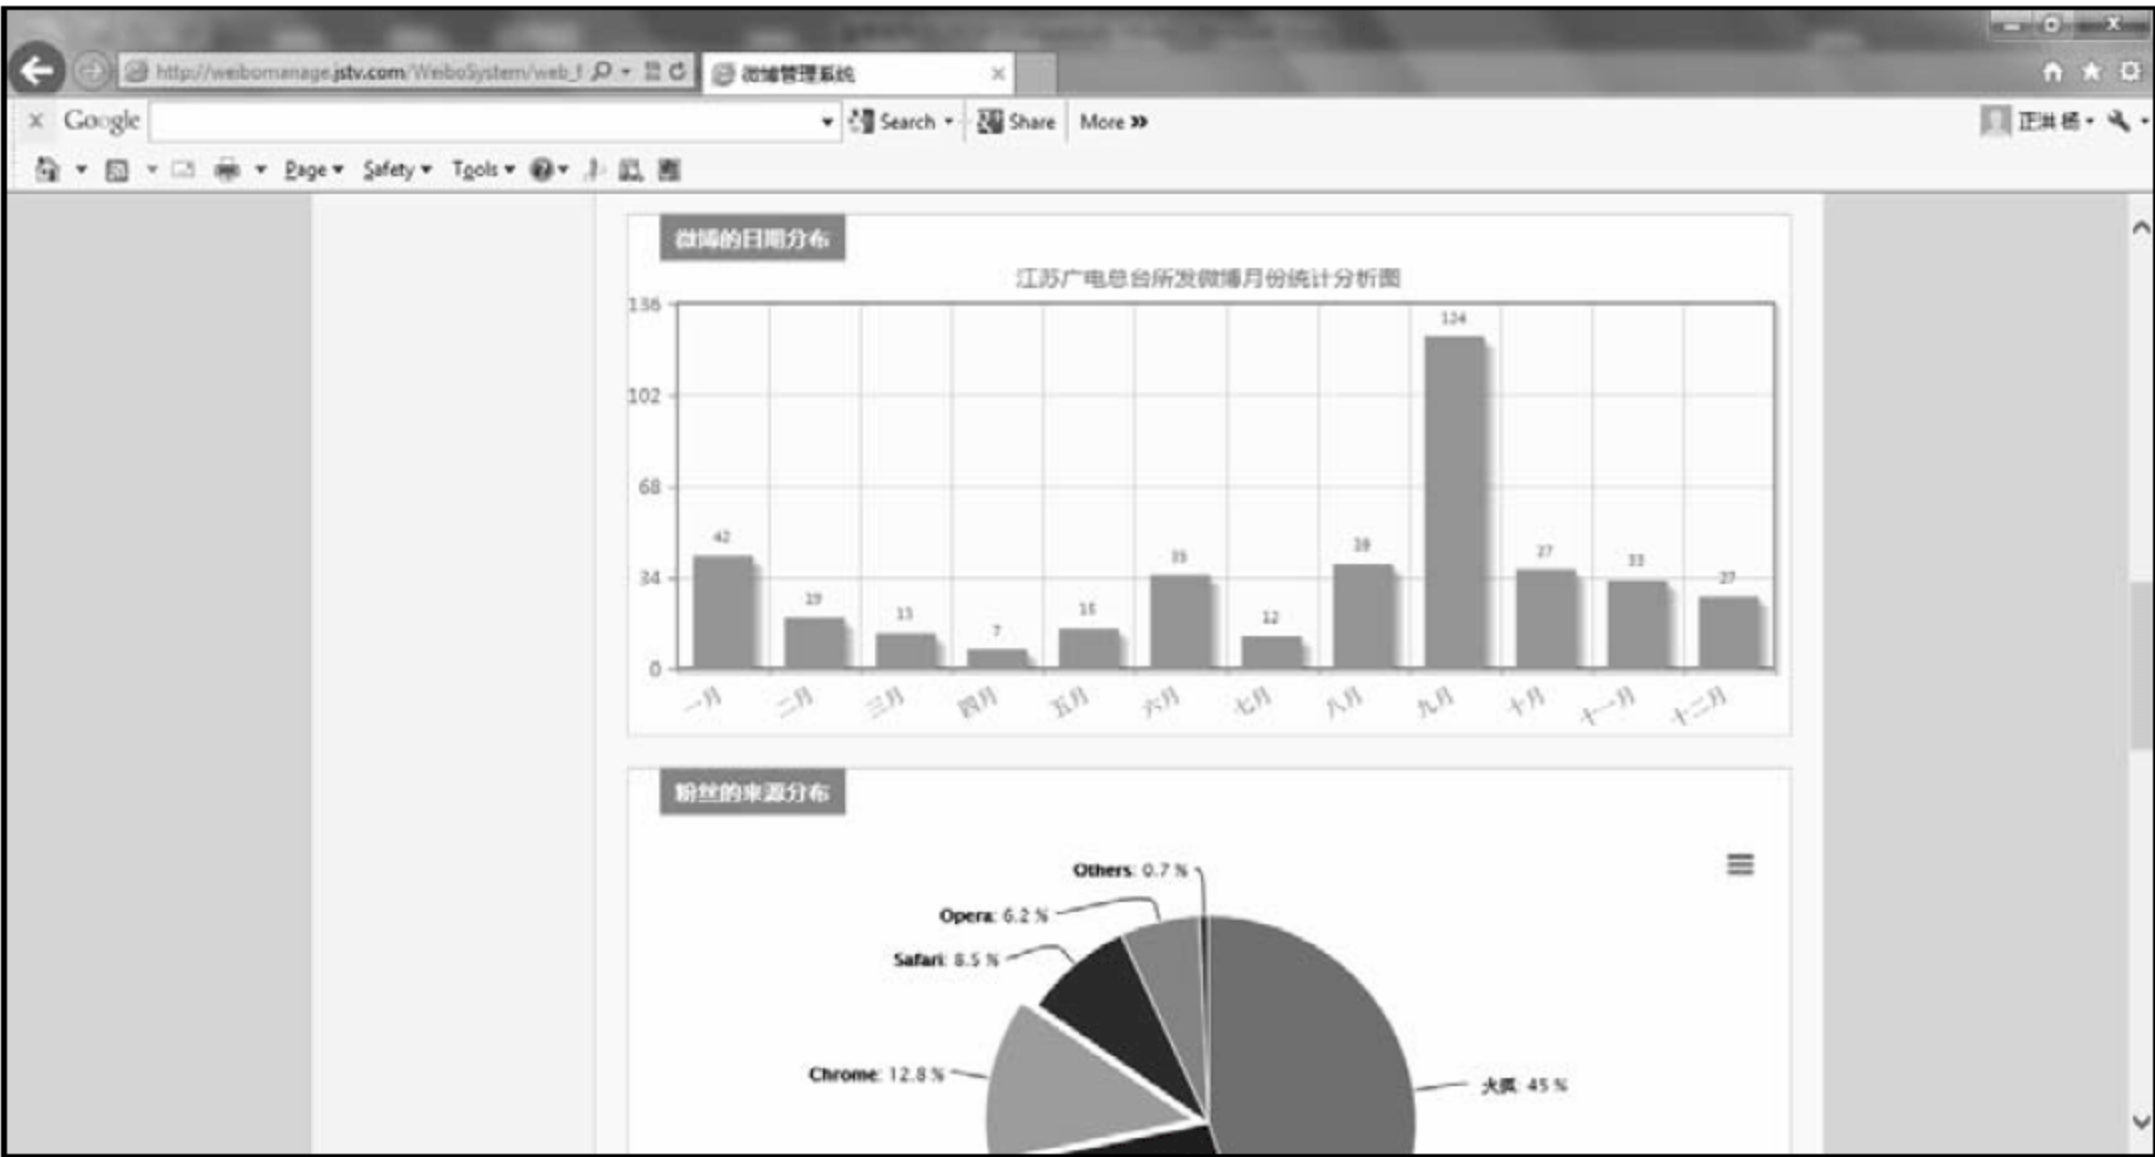 http://weibomanage.jstv.com/WeiboSystem/web_f
微博管理系统
Google
Search
Share
More »
正洪 杨
Page
Safety
Tools
微博的日期分布
江苏广电总台所发微博月份统计分析图
136
102
68
34
0
42
19
13
7
15
35
12
39
124
37
33
27
一月
二月
三月
四月
五月
六月
七月
八月
九月
十月
十一月
十二月
粉丝的来源分布
Others: 0.7 %
Opera: 6.2 %
Safari: 8.5 %
Chrome: 12.8 %
火狐: 45 %